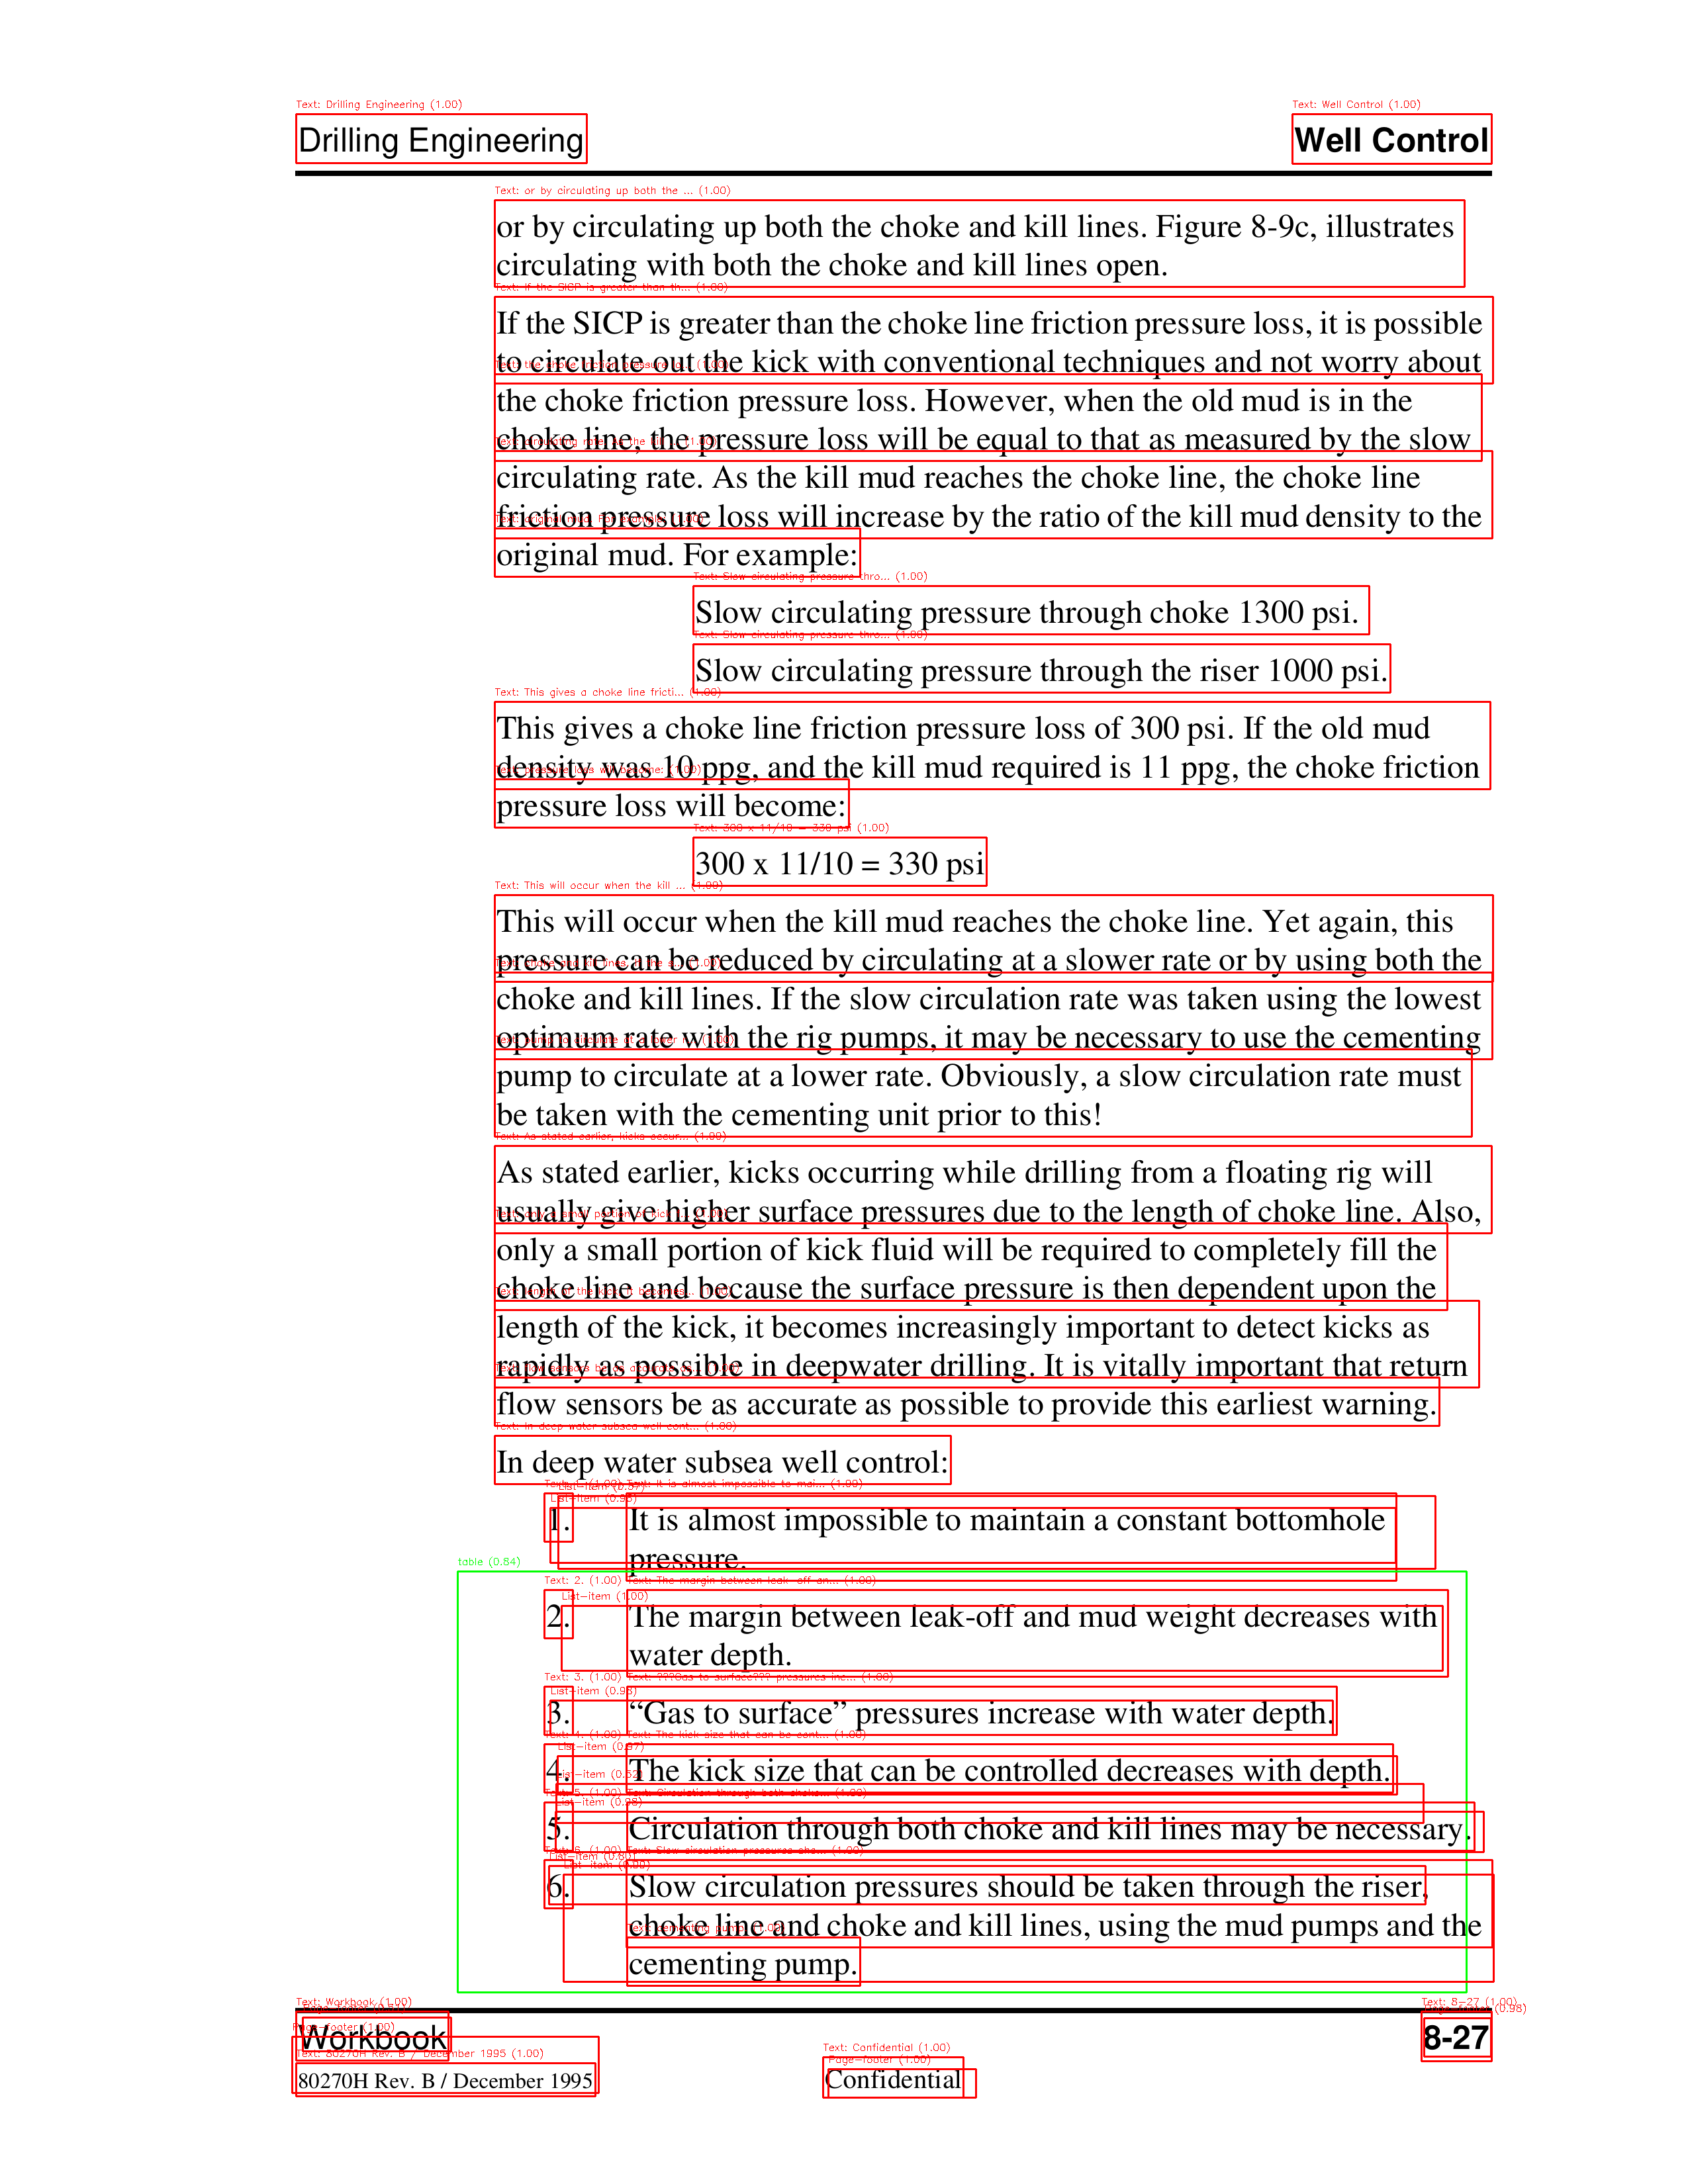 Drilling Engineering
Well Control
or by circulating up both the choke and kill lines. Figure 8-9c, illustrates
circulating with both the choke and kill lines open.
If the SICP is greater than the choke line friction pressure loss, it is possible
to circulate out the kick with conventional techniques and not worry about
the choke friction pressure loss. However, when the old mud is in the
choke line, the pressure loss will be equal to that as measured by the slow
circulating rate. As the kill mud reaches the choke line, the choke line
friction pressure loss will increase by the ratio of the kill mud density to the
original mud. For example:
Slow circulating pressure through choke 1300 psi.
Slow circulating pressure through the riser 1000 psi.
This gives a choke line friction pressure loss of 300 psi. If the old mud
density was 10 ppg, and the kill mud required is 11 ppg, the choke friction
pressure loss will become:
300 x 11/10 = 330 psi
This will occur when the kill mud reaches the choke line. Yet again, this
pressure can be reduced by circulating at a slower rate or by using both the
choke and kill lines. If the slow circulation rate was taken using the lowest
optimum rate with the rig pumps, it may be necessary to use the cementing
pump to circulate at a lower rate. Obviously, a slow circulation rate must
be taken with the cementing unit prior to this!
As stated earlier, kicks occurring while drilling from a floating rig will
usually give higher surface pressures due to the length of choke line. Also,
only a small portion of kick fluid will be required to completely fill the
choke line and because the surface pressure is then dependent upon the
length of the kick, it becomes increasingly important to detect kicks as
rapidly as possible in deepwater drilling. It is vitally important that return
flow sensors be as accurate as possible to provide this earliest warning.
In deep water subsea well control:
1. It is almost impossible to maintain a constant bottomhole
pressure.
2. The margin between leak-off and mud weight decreases with
water depth.
3. “Gas to surface” pressures increase with water depth.
4. The kick size that can be controlled decreases with depth.
5. Circulation through both choke and kill lines may be necessary.
6. Slow circulation pressures should be taken through the riser,
choke line and choke and kill lines, using the mud pumps and the
cementing pump.
Workbook
8-27
80270H Rev. B / December 1995
Confidential